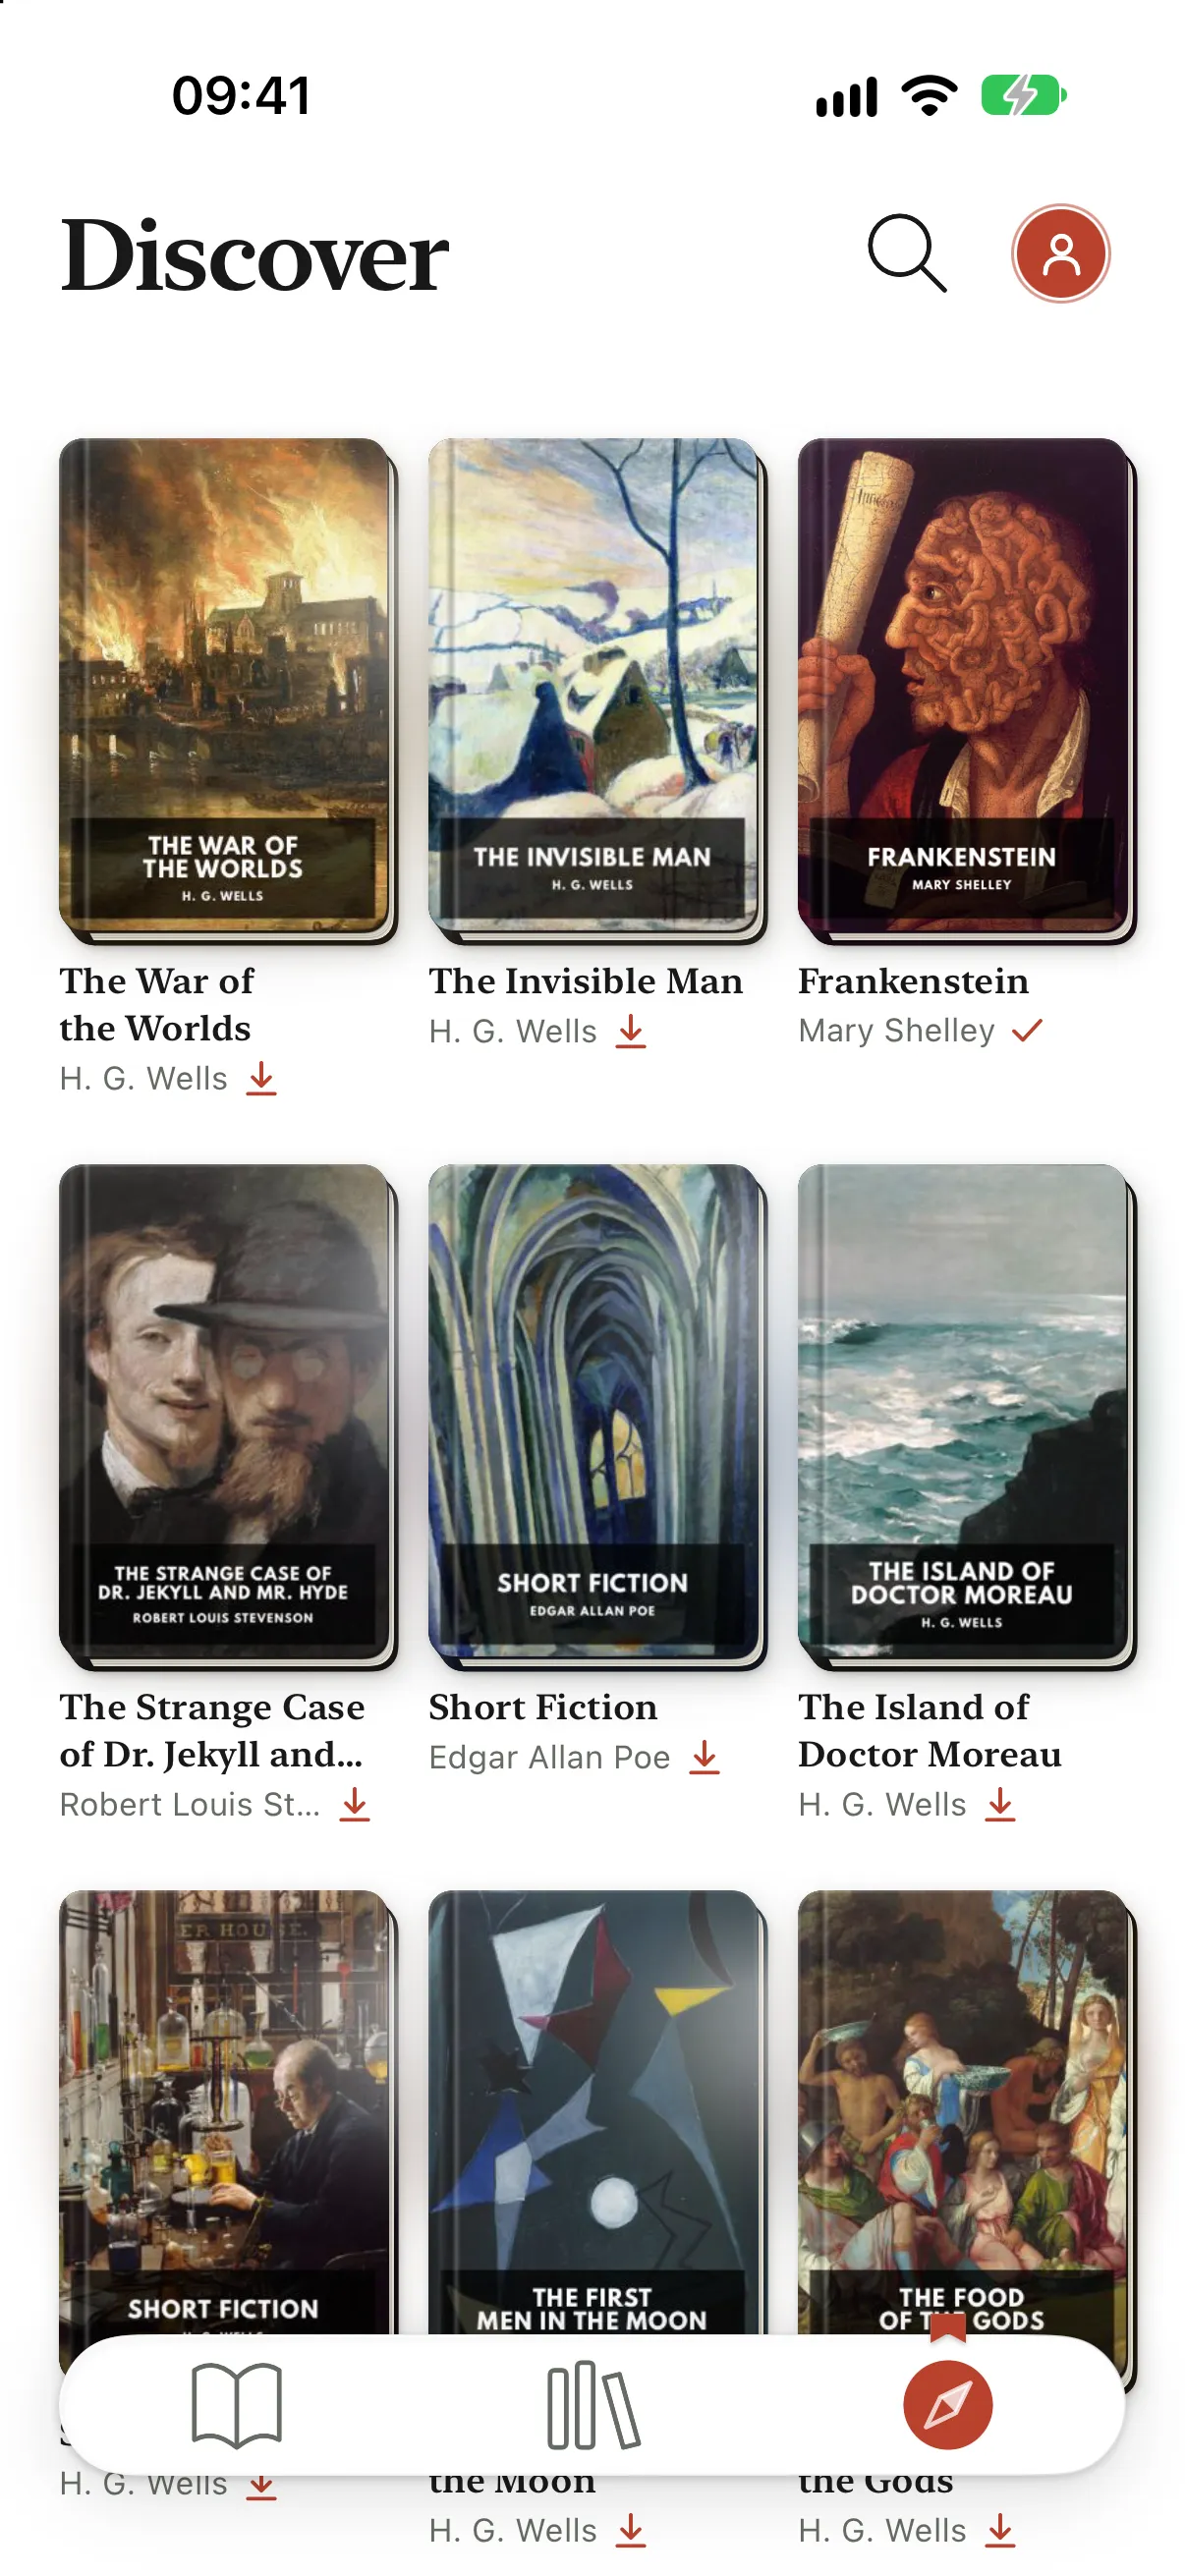 09:41
Discover
THE WAR OF
THE WORLDS
H. G. WELLS
THE INVISIBLE MAN
H. G. WELLS
FRANKENSTEIN
MARY SHELLEY
The War of
the Worlds
H. G. Wells
The Invisible Man
H. G. Wells
Frankenstein
Mary Shelley
THE STRANGE CASE OF
DR. JEKYLL AND MR. HYDE
ROBERT LOUIS STEVENSON
SHORT FICTION
EDGAR ALLAN POE
THE ISLAND OF
DOCTOR MOREAU
H. G. WELLS
The Strange Case
of Dr. Jekyll and...
Robert Louis St...
Short Fiction
Edgar Allan Poe
The Island of
Doctor Moreau
H. G. Wells
SHORT FICTION
THE FIRST
MEN IN THE MOON
THE FOOD
OF GODS
H. G. Wells
the Moon
H. G. Wells
the Gods
H. G. Wells